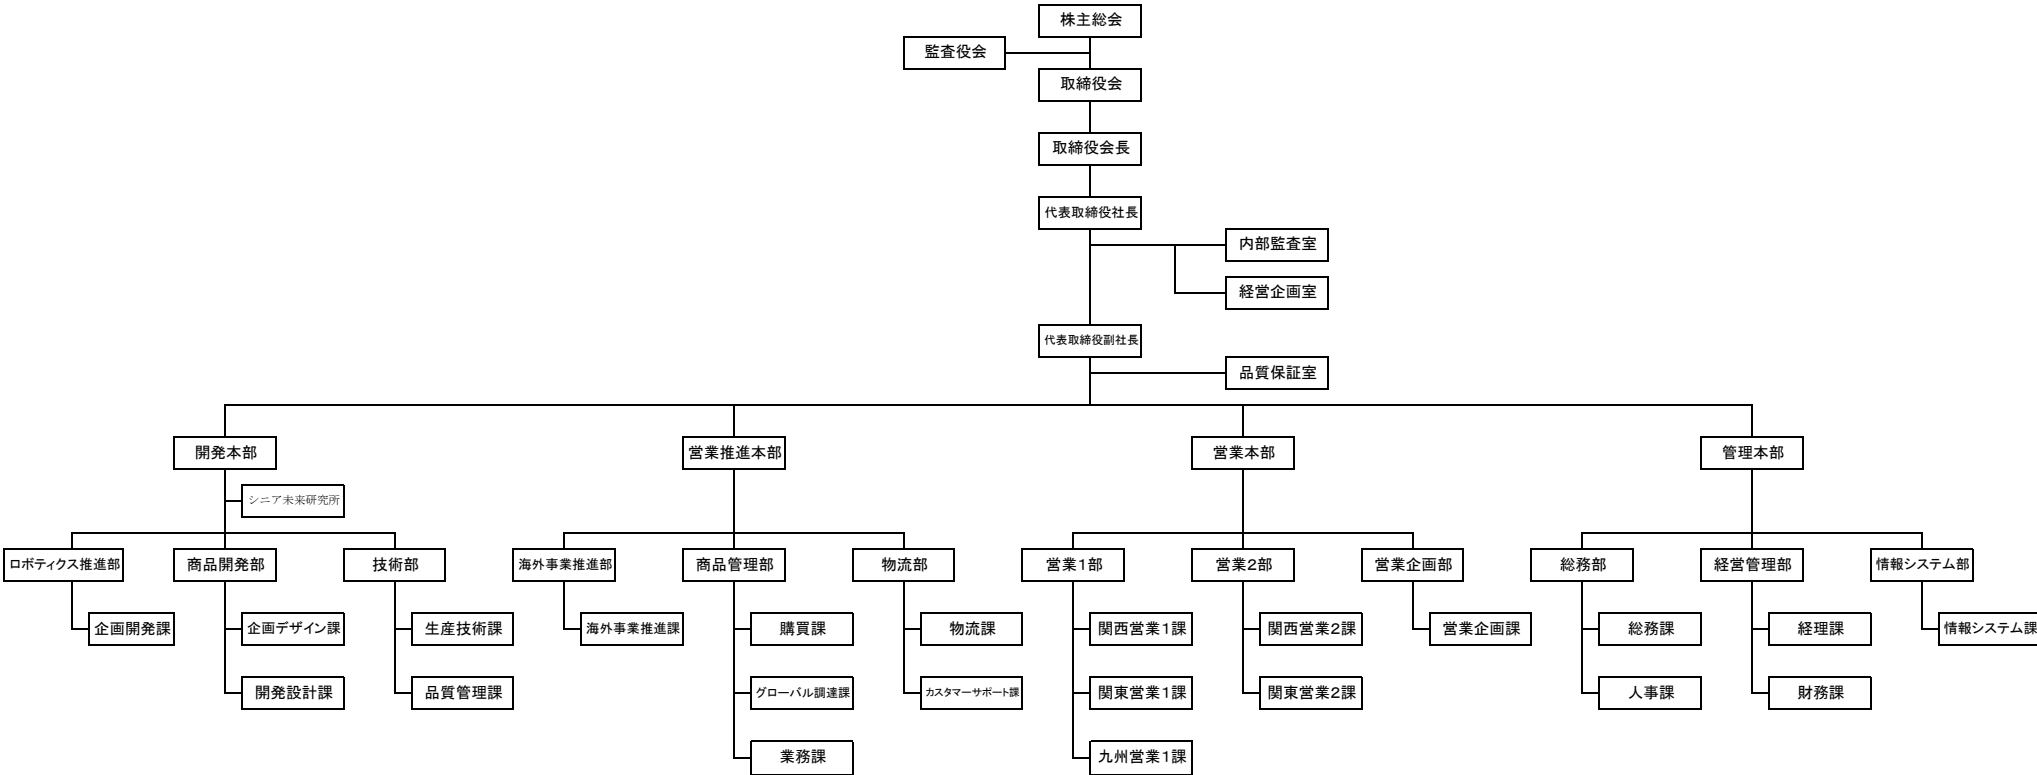 株主総会
監査役会
取締役会
取締役会長
代表取締役社長
内部監査室
経営企画室
代表取締役副社長
品質保証室
開発本部
営業推進本部
営業本部
管理本部
シニア未来研究所
ロボティクス推進部
商品開発部
技術部
海外事業推進部
商品管理部
物流部
営業1部
営業2部
営業企画部
総務部
経営管理部
情報システム部
企画開発課
企画デザイン課
生産技術課
海外事業推進課
購買課
物流課
関西営業1課
関西営業2課
営業企画課
総務課
経理課
情報システム課
開発設計課
品質管理課
グローバル調達課
カスタマーサポート課
関東営業1課
関東営業2課
人事課
財務課
業務課
九州営業1課